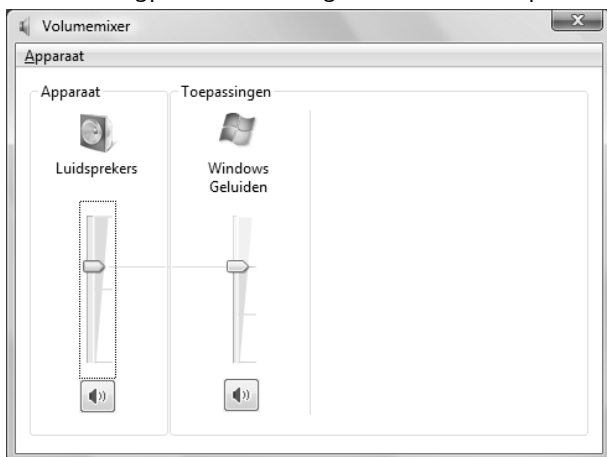 Volumemixer
Apparaat
Apparaat
Toepassingen
Luidsprekers
Windows
Geluiden